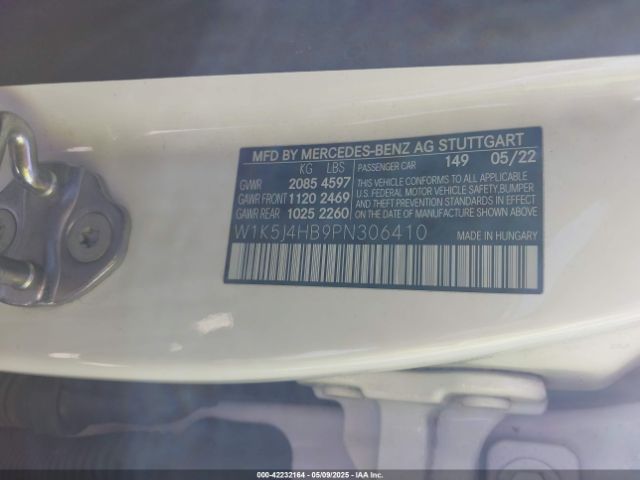 MFD BY MERCEDES-BENZ AG STUTTGART
KG LBS PASSENGER CAR 149 05/22
GVWR 2085 4597 THIS VEHICLE CONFORMS TO ALL APPLICABLE
GAWR FRONT 1120 2469 U.S. FEDERAL MOTOR VEHICLE SAFETY, BUMPER
GAWR REAR 1025 2260 AND THEFT PREVENTION STANDARDS IN EFFECT
ON THE DATE OF MANUFACTURE SHOWN ABOVE.
W1K5J4HB9PN306410 MADE IN HUNGARY
000-42232164 - 05/09/2025 - IAA Inc.